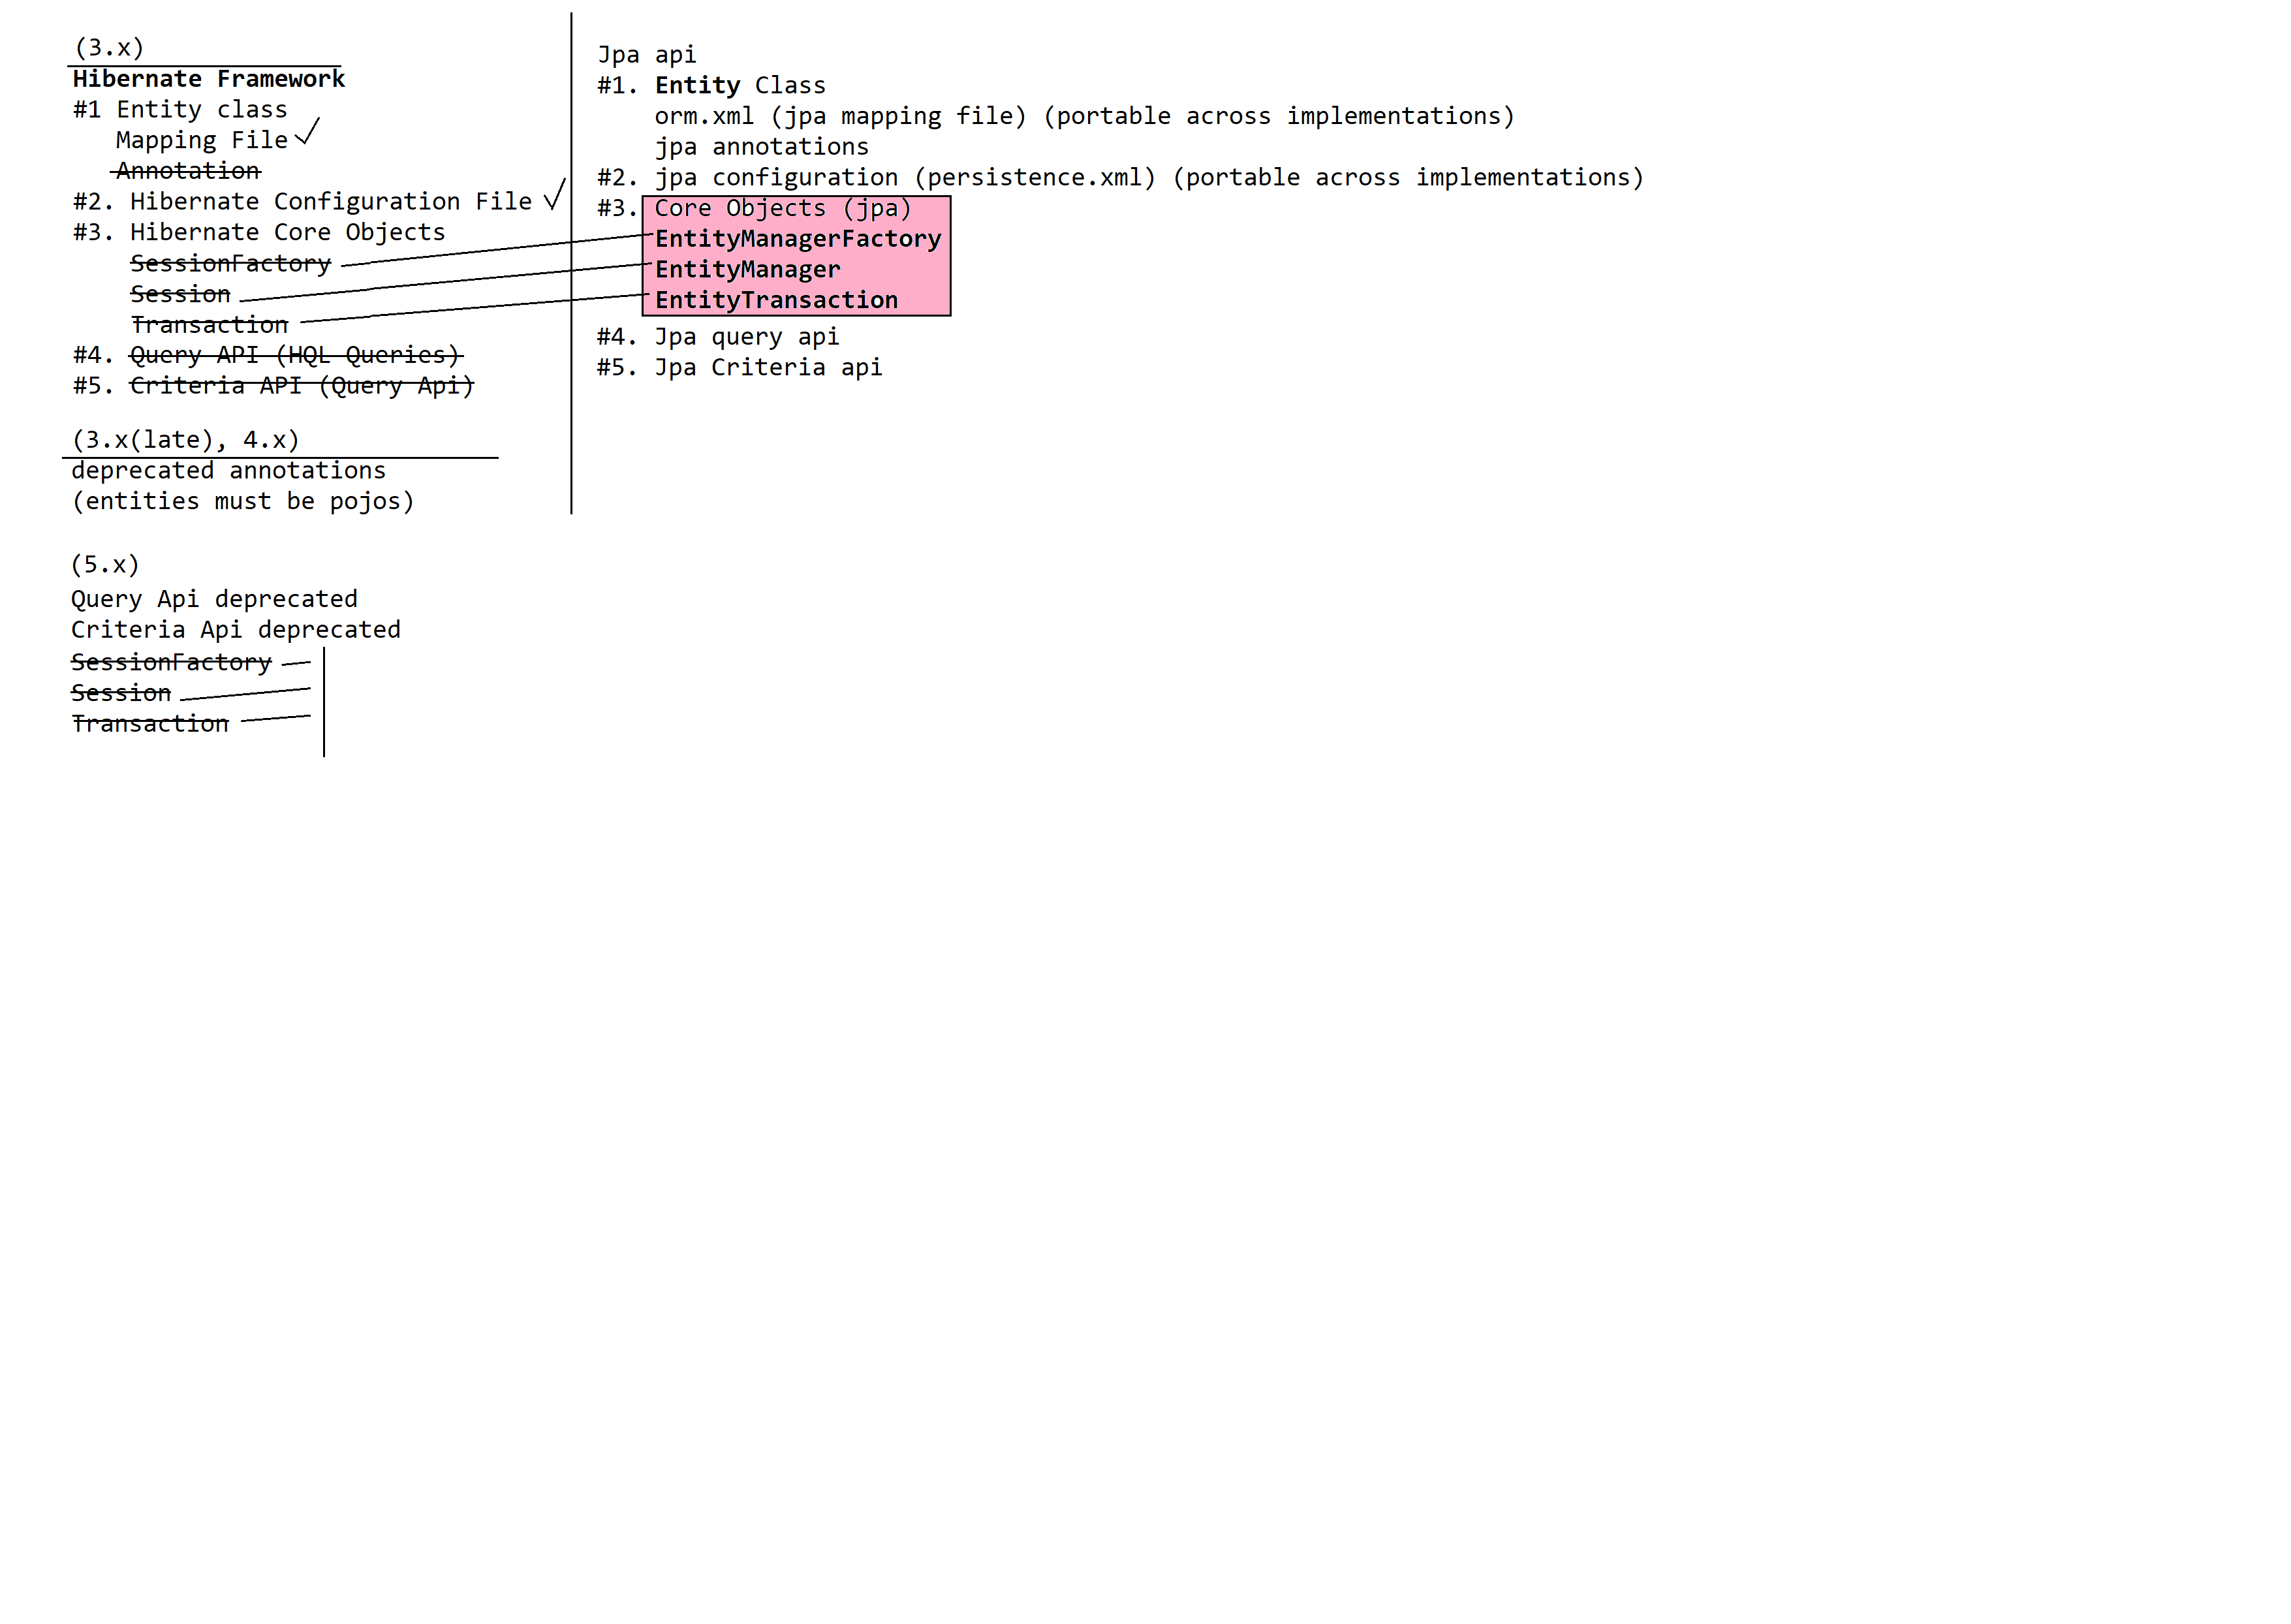 (3.x)
Hibernate Framework
#1 Entity class
Mapping File
Annotation
#2. Hibernate Configuration File
#3. Hibernate Core Objects
SessionFactory
Session
Transaction
#4. Query API (HQL Queries)
#5. Criteria API (Query Api)
(3.x(late), 4.x)
deprecated annotations
(entities must be pojos)
(5.x)
Query Api deprecated
Criteria Api deprecated
SessionFactory
Session
Transaction
Jpa api
#1. Entity Class
orm.xml (jpa mapping file) (portable across implementations)
jpa annotations
#2. jpa configuration (persistence.xml) (portable across implementations)
#3. Core Objects (jpa)
EntityManagerFactory
EntityManager
EntityTransaction
#4. Jpa query api
#5. Jpa Criteria api